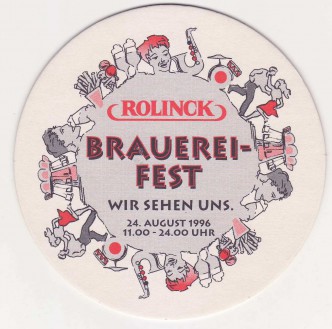 ROLINCK
BRAUEREI-
FEST
WIR SEHEN UNS.
24. AUGUST 1996
11.00 - 24.00 UHR